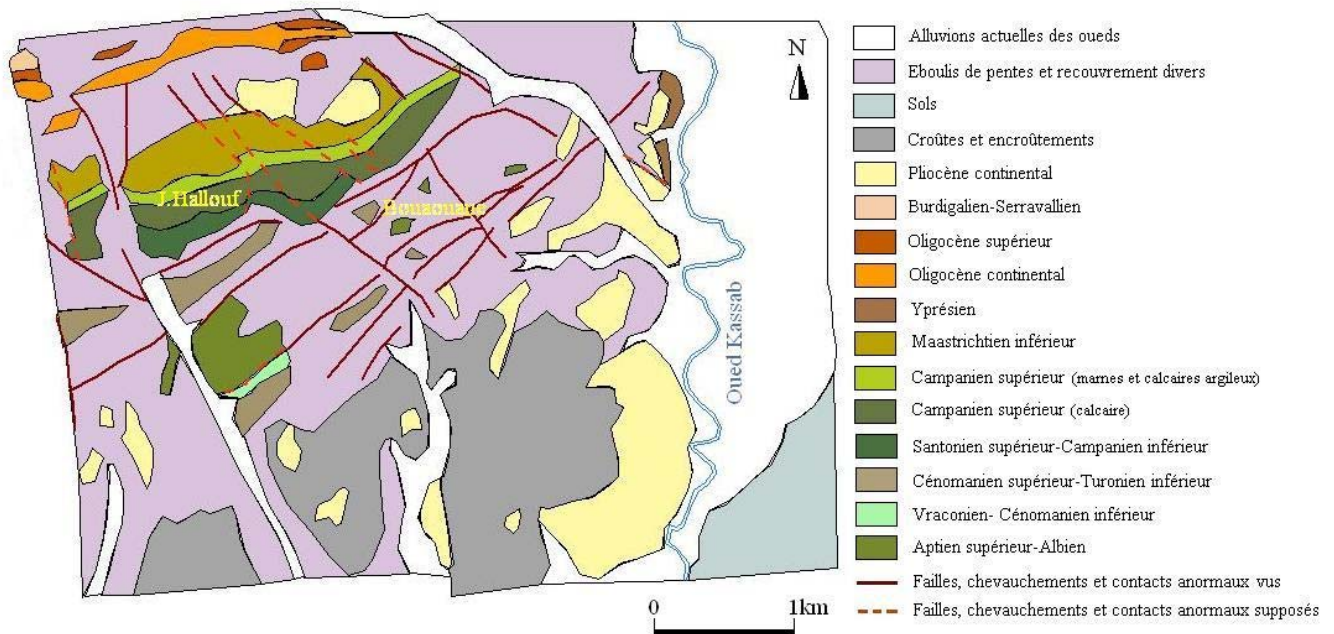 N
J.Hallouf
Bouaouane
Oued Kassab
0 1km
Alluvions actuelles des oueds
Eboulis de pentes et recouvrement divers
Sols
Croûtes et encroûtements
Pliocène continental
Burdigalien-Serravallien
Oligocène supérieur
Oligocène continental
Yprésien
Maastrichtien inférieur
Campanien supérieur (marnes et calcaires argileux)
Campanien supérieur (calcaire)
Santonien supérieur-Campanien inférieur
Cénomanien supérieur-Turonien inférieur
Vraconien- Cénomanien inférieur
Aptien supérieur-Albien
Failles, chevauchements et contacts anormaux vus
Failles, chevauchements et contacts anormaux supposés